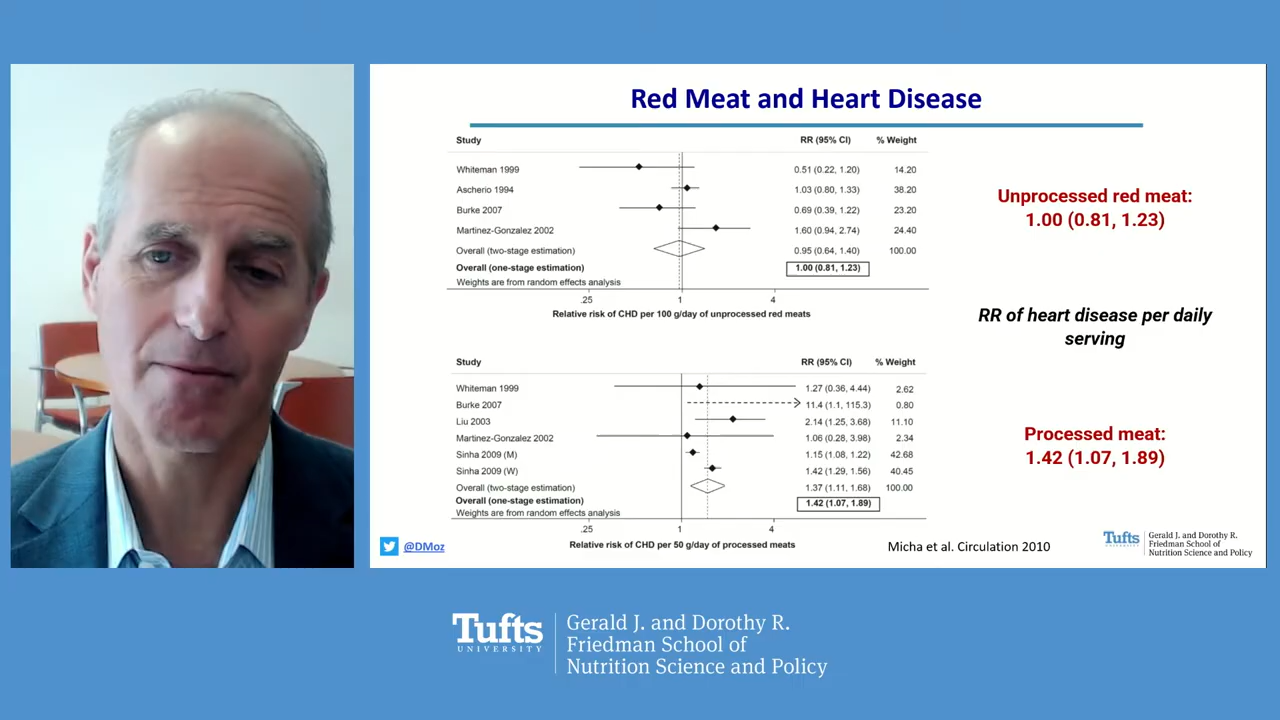 Red Meat and Heart Disease
Study RR (95% CI) % Weight
Whiteman 1999 0.51 (0.22, 1.20) 14.20
Ascherio 1994 1.03 (0.80, 1.33) 38.20
Burke 2007 0.69 (0.39, 1.22) 23.20
Martinez-Gonzalez 2002 1.60 (0.94, 2.74) 24.40
Overall (two-stage estimation) 0.95 (0.64, 1.40) 100.00
Overall (one-stage estimation) 1.00 (0.81, 1.23)
Weights are from random effects analysis
.25 1 4
Relative risk of CHD per 100 g/day of unprocessed red meats
Study RR (95% CI) % Weight
Whiteman 1999 1.27 (0.36, 4.44) 2.62
Burke 2007 11.4 (1.1, 115.3) 0.80
Liu 2003 2.14 (1.25, 3.68) 11.10
Martinez-Gonzalez 2002 1.06 (0.28, 3.98) 2.34
Sinha 2009 (M) 1.15 (1.08, 1.22) 42.68
Sinha 2009 (W) 1.42 (1.29, 1.56) 40.45
Overall (two-stage estimation) 1.37 (1.11, 1.68) 100.00
Overall (one-stage estimation) 1.42 (1.07, 1.89)
Weights are from random effects analysis
.25 1 4
Relative risk of CHD per 50 g/day of processed meats
Unprocessed red meat:
1.00 (0.81, 1.23)
RR of heart disease per daily
serving
Processed meat:
1.42 (1.07, 1.89)
@DMoz
Micha et al. Circulation 2010
Tufts
UNIVERSITY
Gerald J. and Dorothy R.
Friedman School of
Nutrition Science and Policy
Tufts
UNIVERSITY
Gerald J. and Dorothy R.
Friedman School of
Nutrition Science and Policy